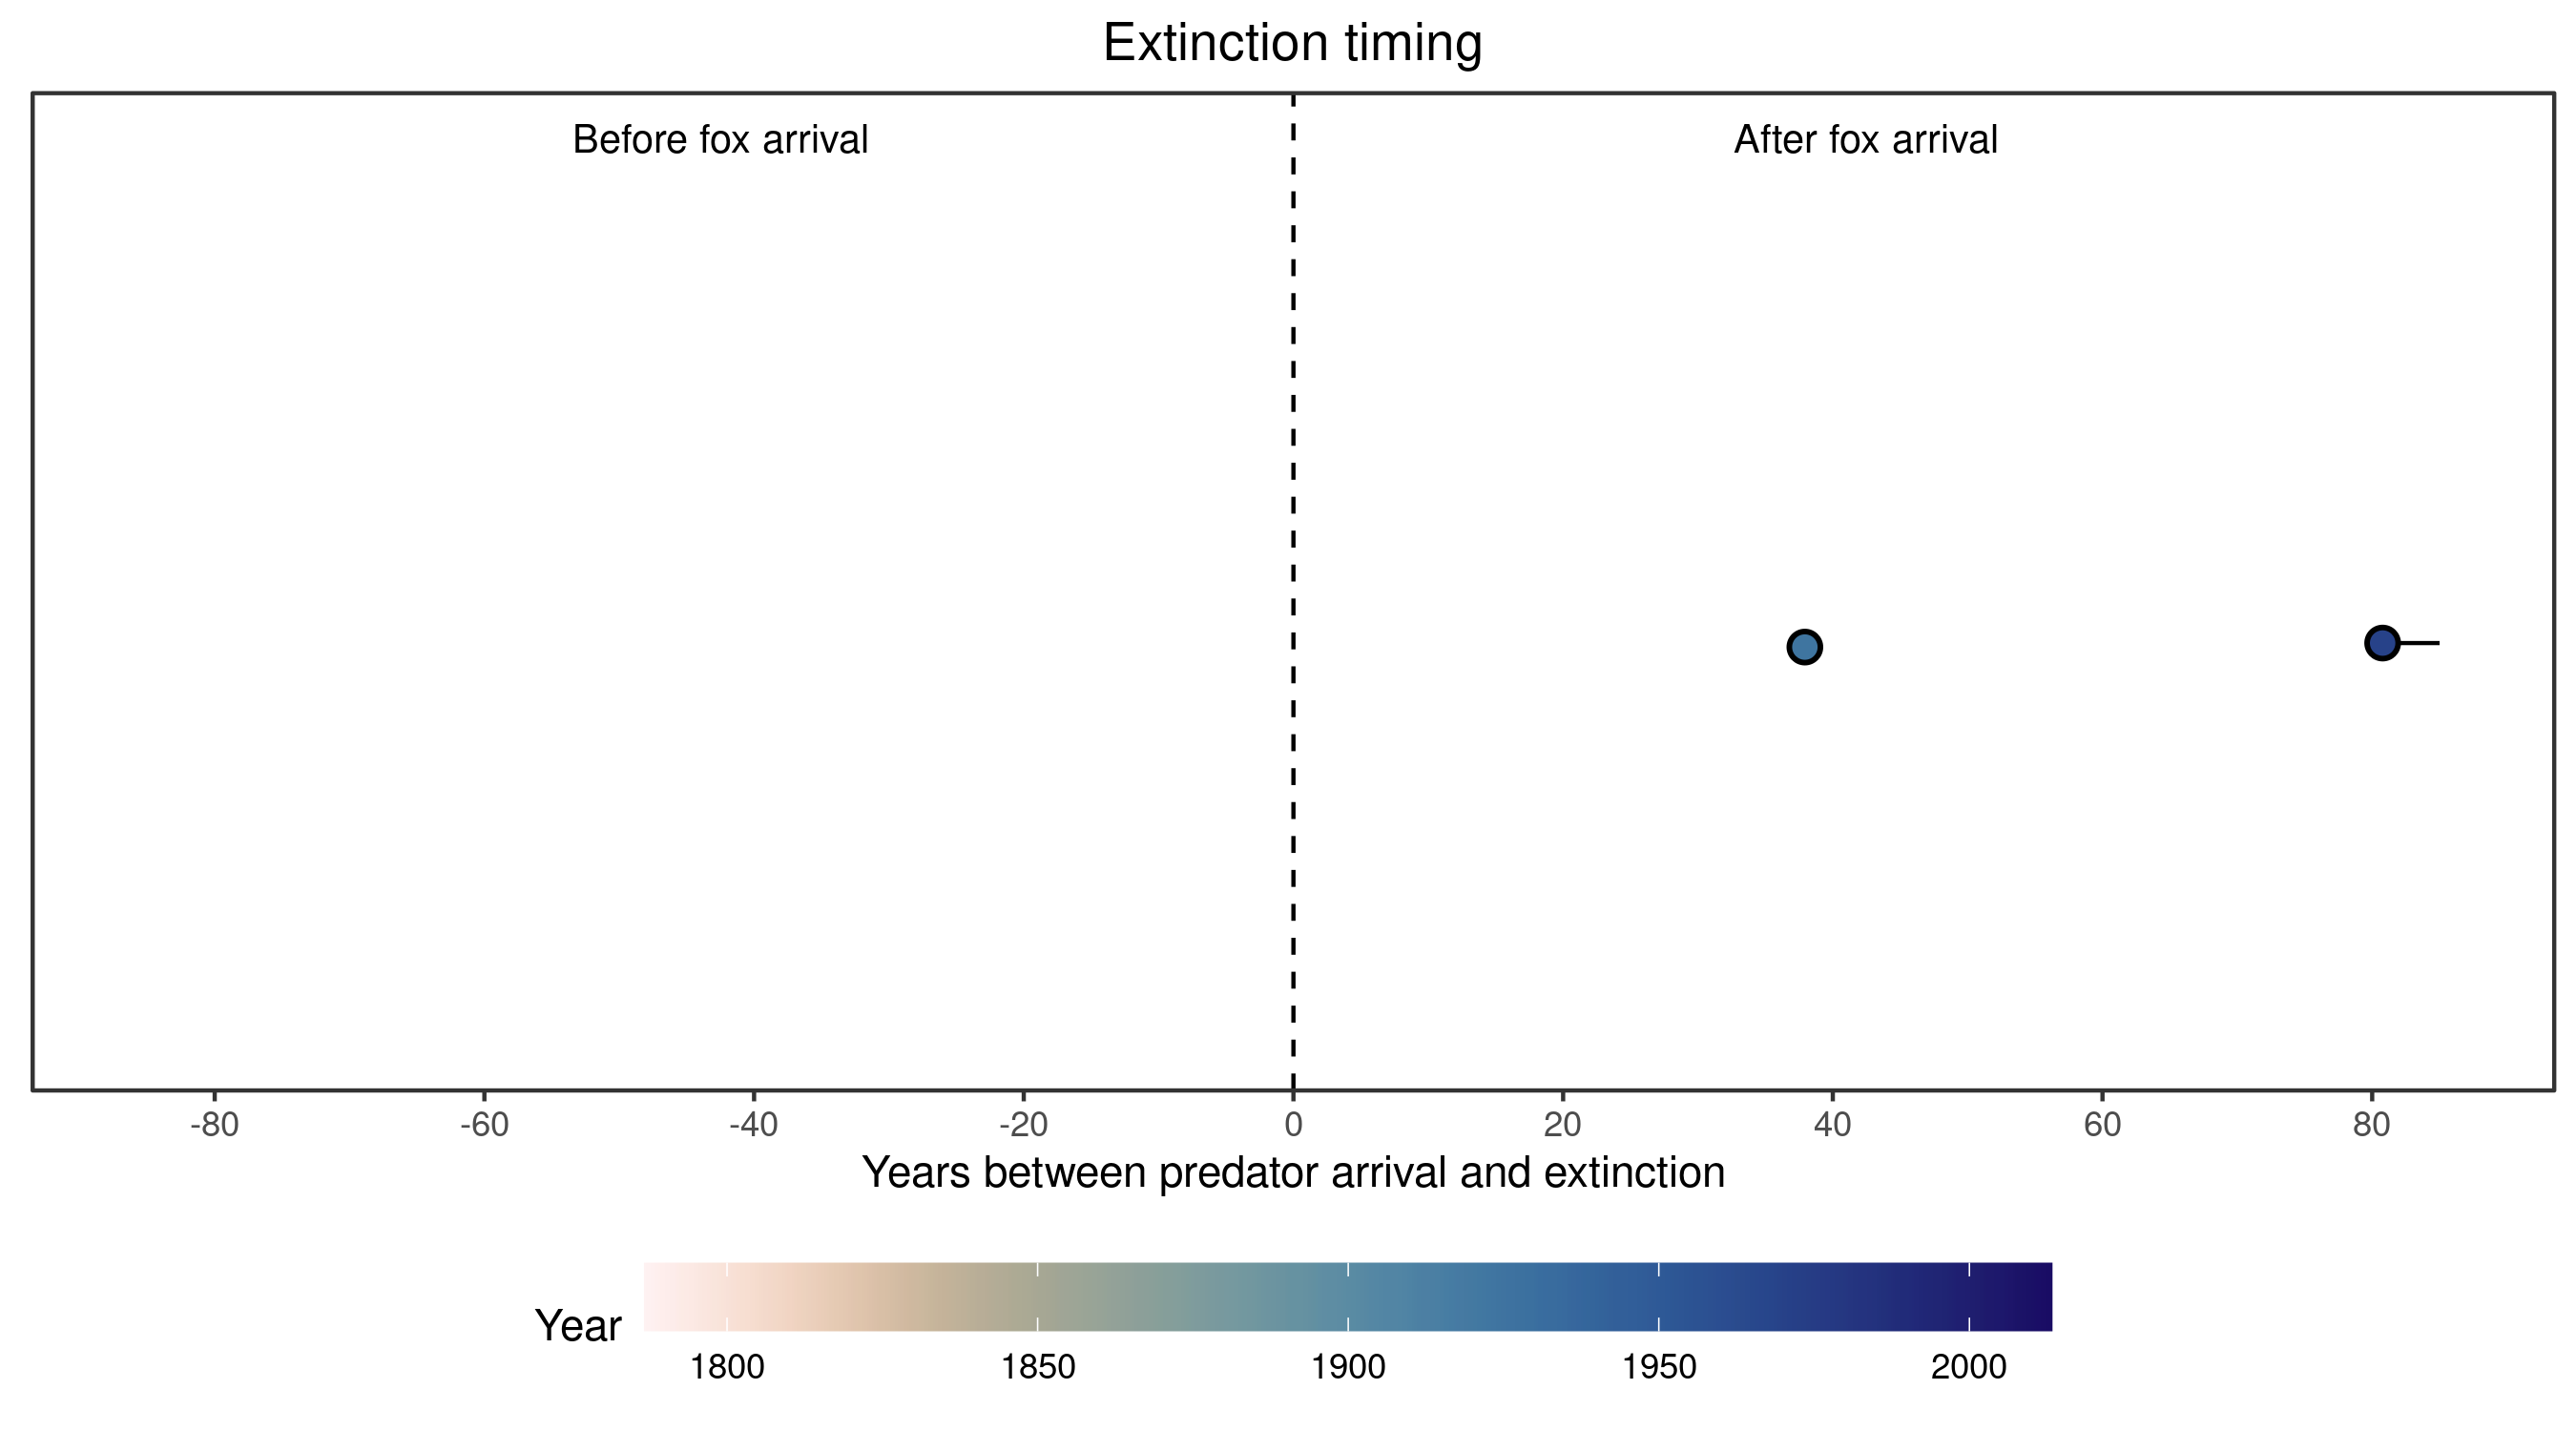 Extinction timing
Before fox arrival
After fox arrival
-80 -60 -40 -20 0 20 40 60 80
Years between predator arrival and extinction
Year
1800 1850 1900 1950 2000